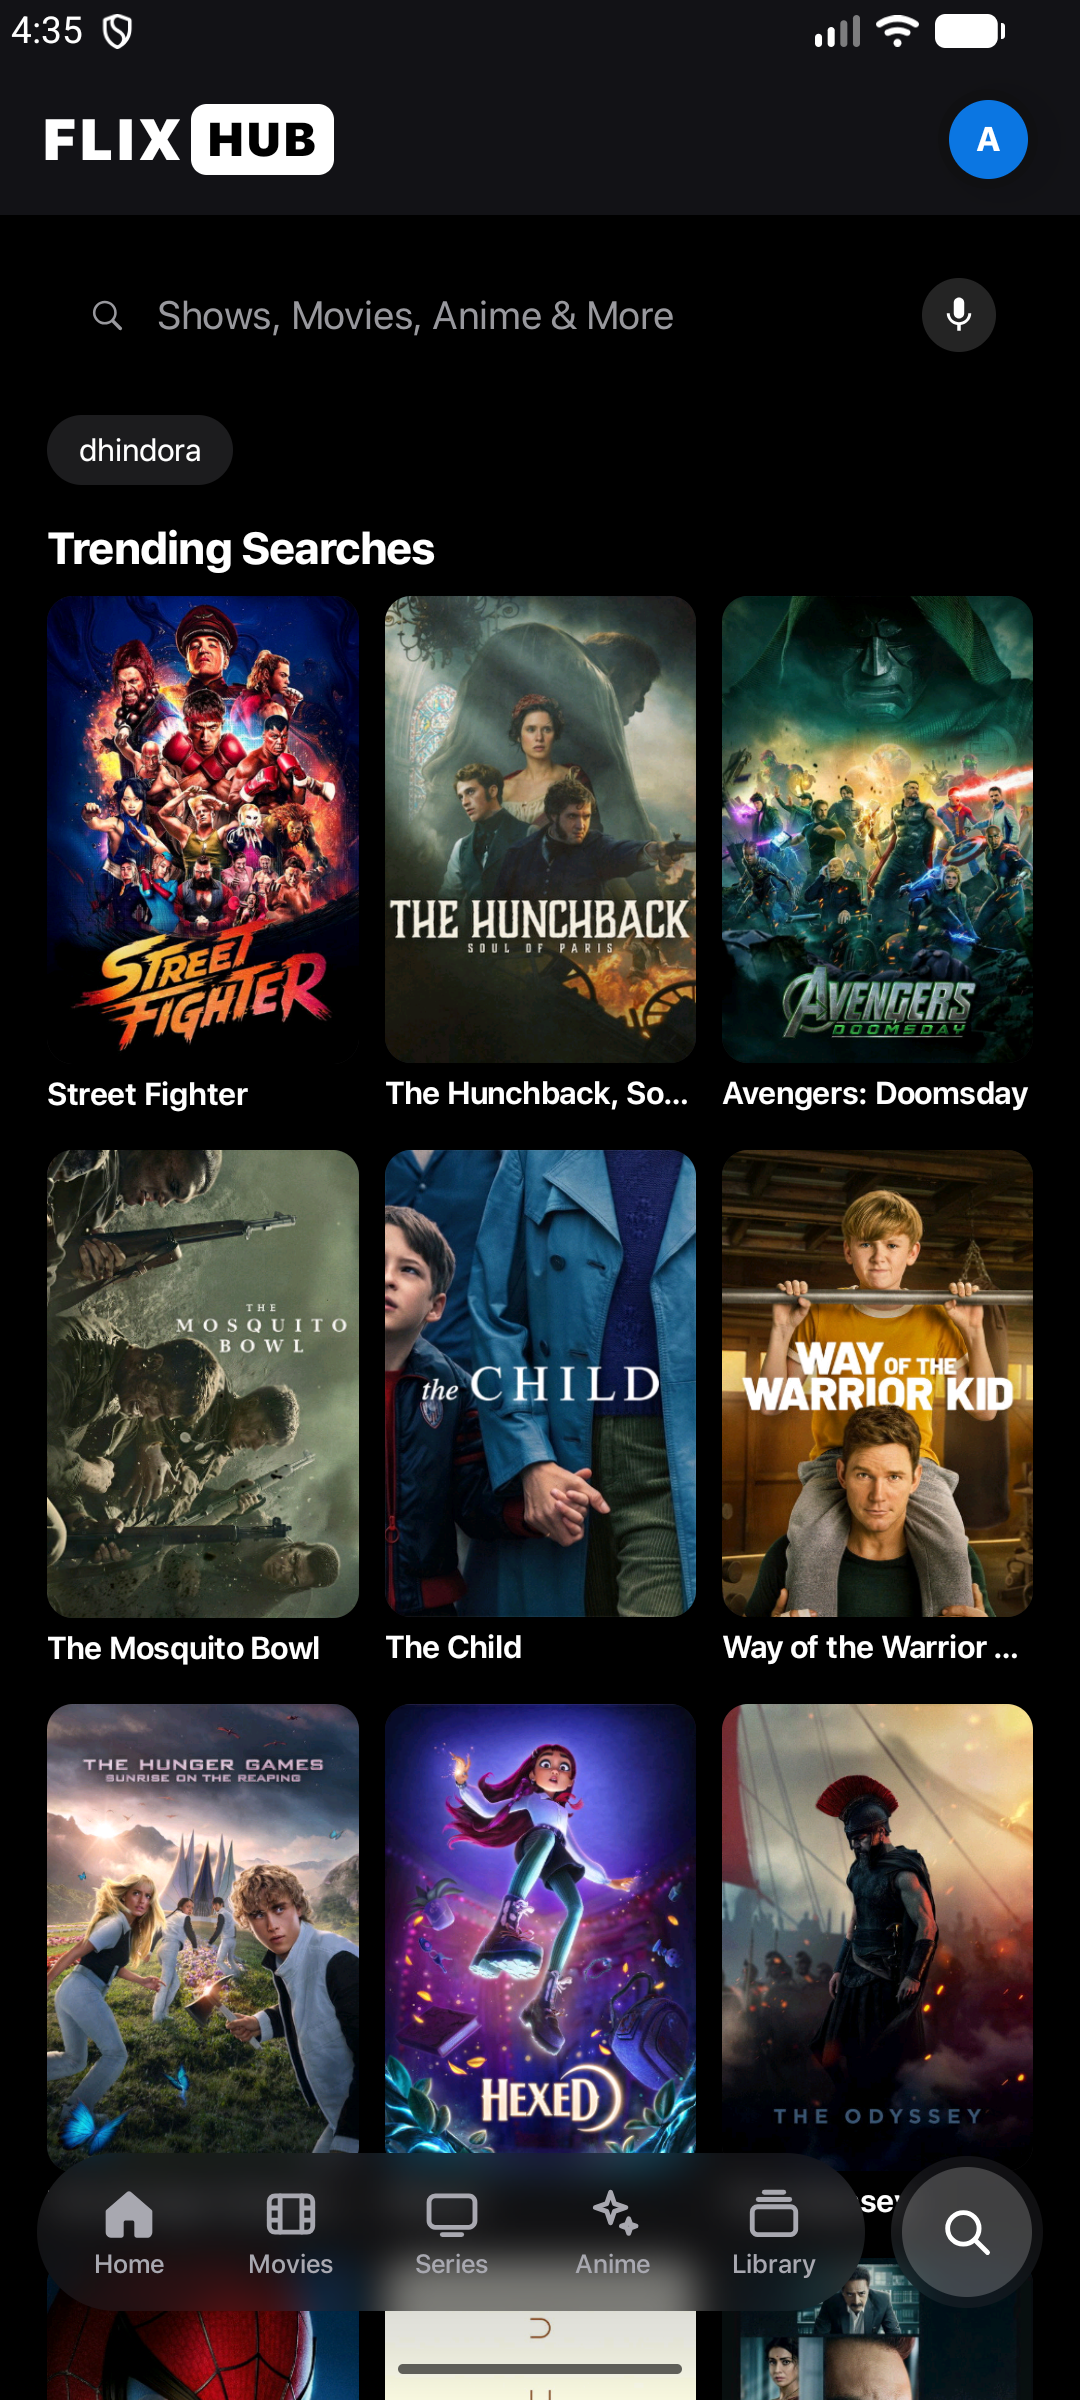 4:35
FLIX HUB
A
Shows, Movies, Anime & More
dhindora
Trending Searches
STREET
FIGHTER
THE HUNCHBACK
SOUL OF PARIS
AVENGERS
DOOMSDAY
Street Fighter
The Hunchback, So...
Avengers: Doomsday
THE
MOSQUITO
BOWL
the CHILD
WAY OF THE
WARRIOR KID
The Mosquito Bowl
The Child
Way of the Warrior ...
THE HUNGER GAMES
SUNRISE ON THE REAPING
HEXED
THE ODYSSEY
Home
Movies
Series
Anime
Library